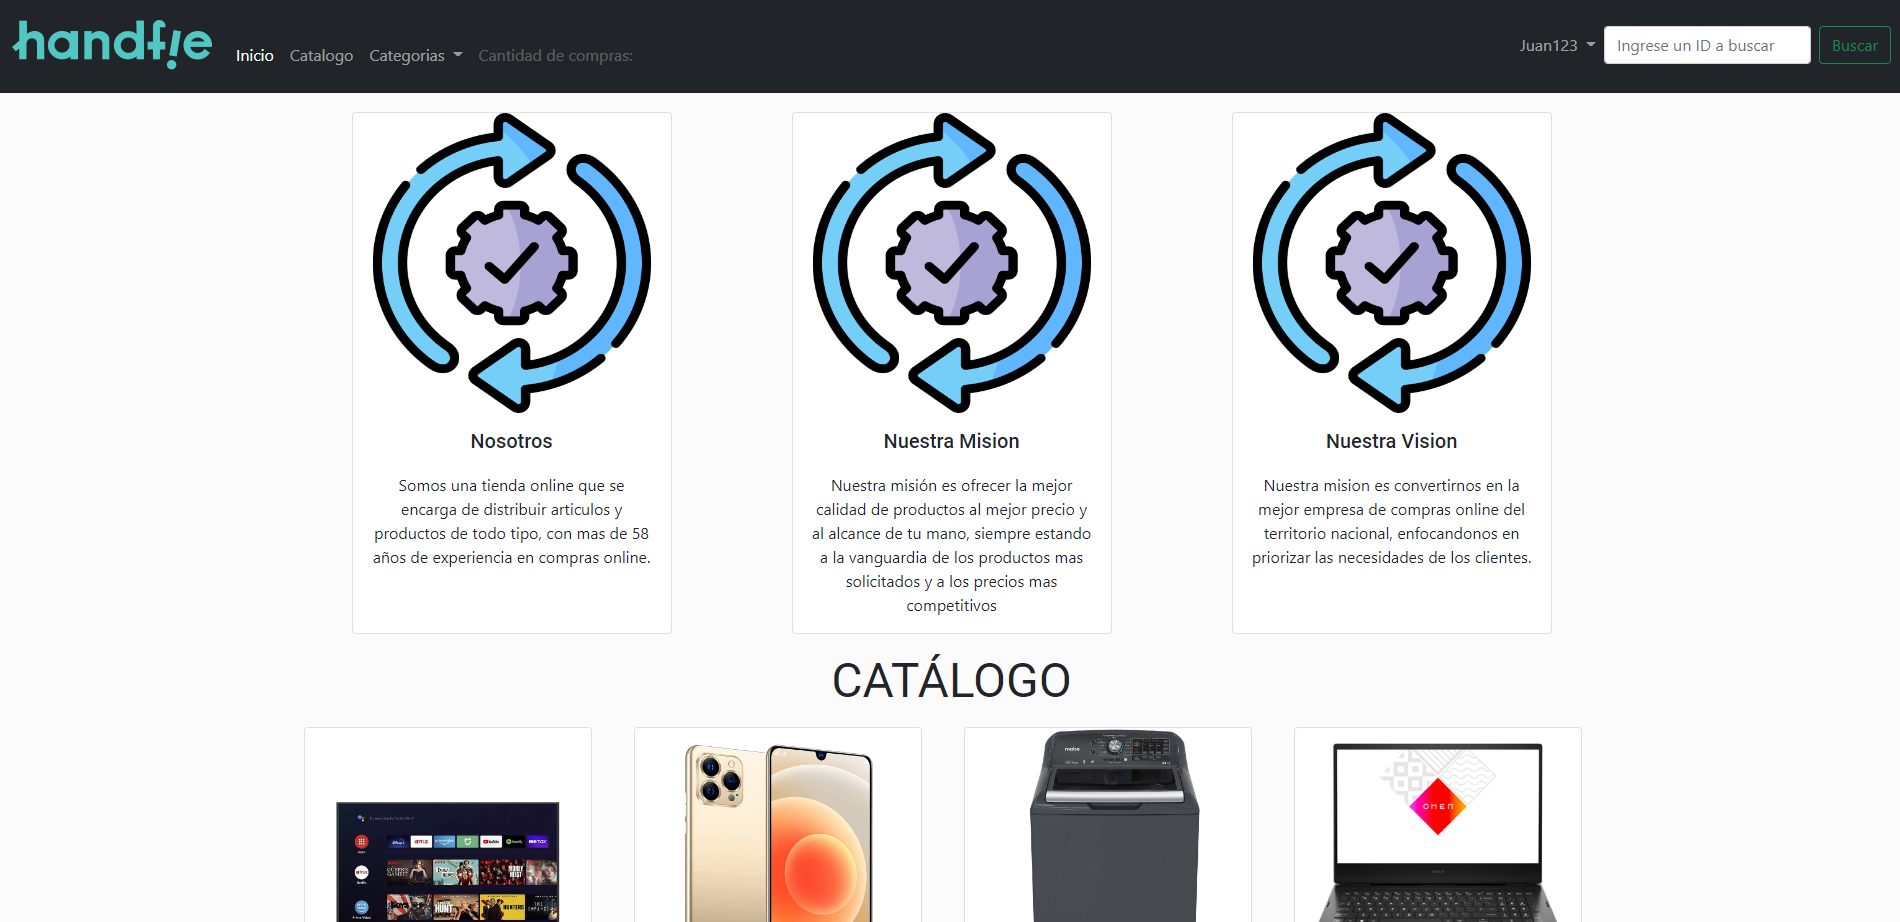 handfie
Inicio Catalogo Categorias Cantidad de compras:
Juan123
Ingrese un ID a buscar
Buscar
Nosotros
Somos una tienda online que se
encarga de distribuir articulos y
productos de todo tipo, con mas de 58
años de experiencia en compras online.
Nuestra Mision
Nuestra misión es ofrecer la mejor
calidad de productos al mejor precio y
al alcance de tu mano, siempre estando
a la vanguardia de los productos mas
solicitados y a los precios mas
competitivos
Nuestra Vision
Nuestra mision es convertirnos en la
mejor empresa de compras online del
territorio nacional, enfocandonos en
priorizar las necesidades de los clientes.
CATÁLOGO
mabe
OMEN